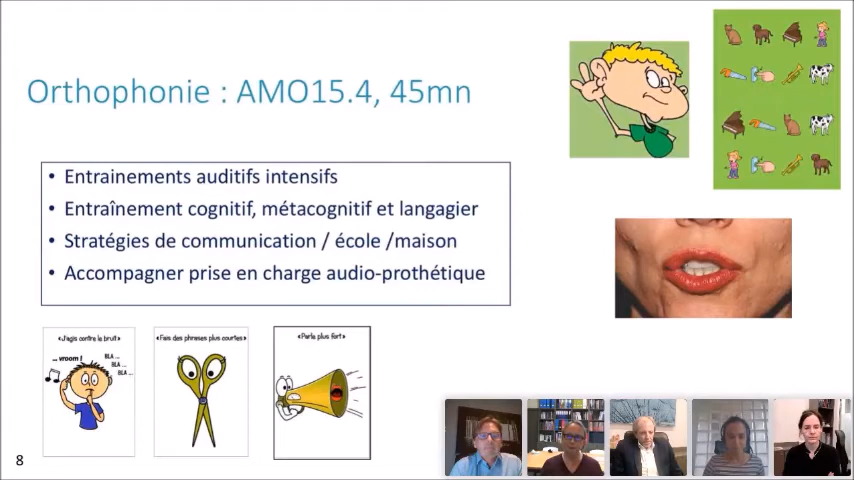 Orthophonie : AMO15.4, 45mn
• Entrainements auditifs intensifs
• Entraînement cognitif, métacognitif et langagier
• Stratégies de communication / école /maison
• Accompagner prise en charge audio-prothétique
«J'agis contre le bruit»
... vroom !
BLA ...
BLA ...
BLA ...
«Fais des phrases plus courtes»
«Parle plus fort»
8